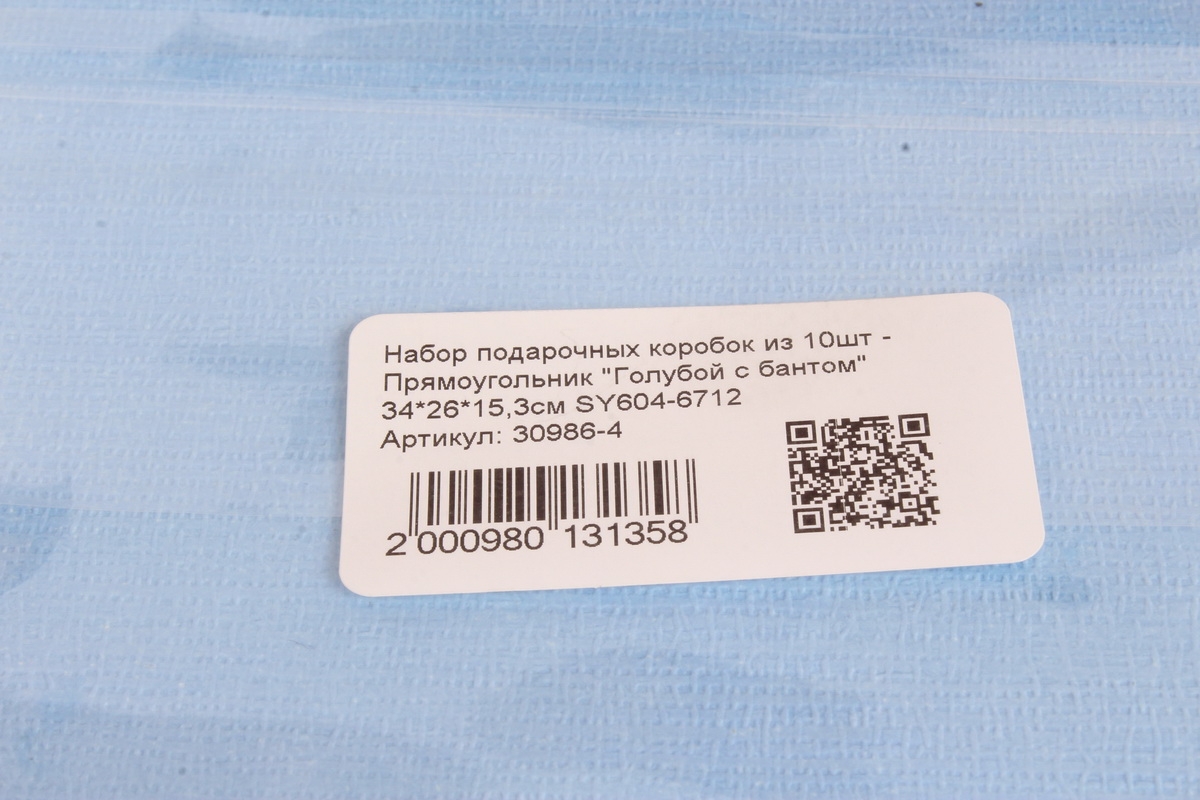 Набор подарочных коробок из 10шт -
Прямоугольник "Голубой с бантом"
34*26*15,3см SY604-6712
Артикул: 30986-4
2 000980 131358